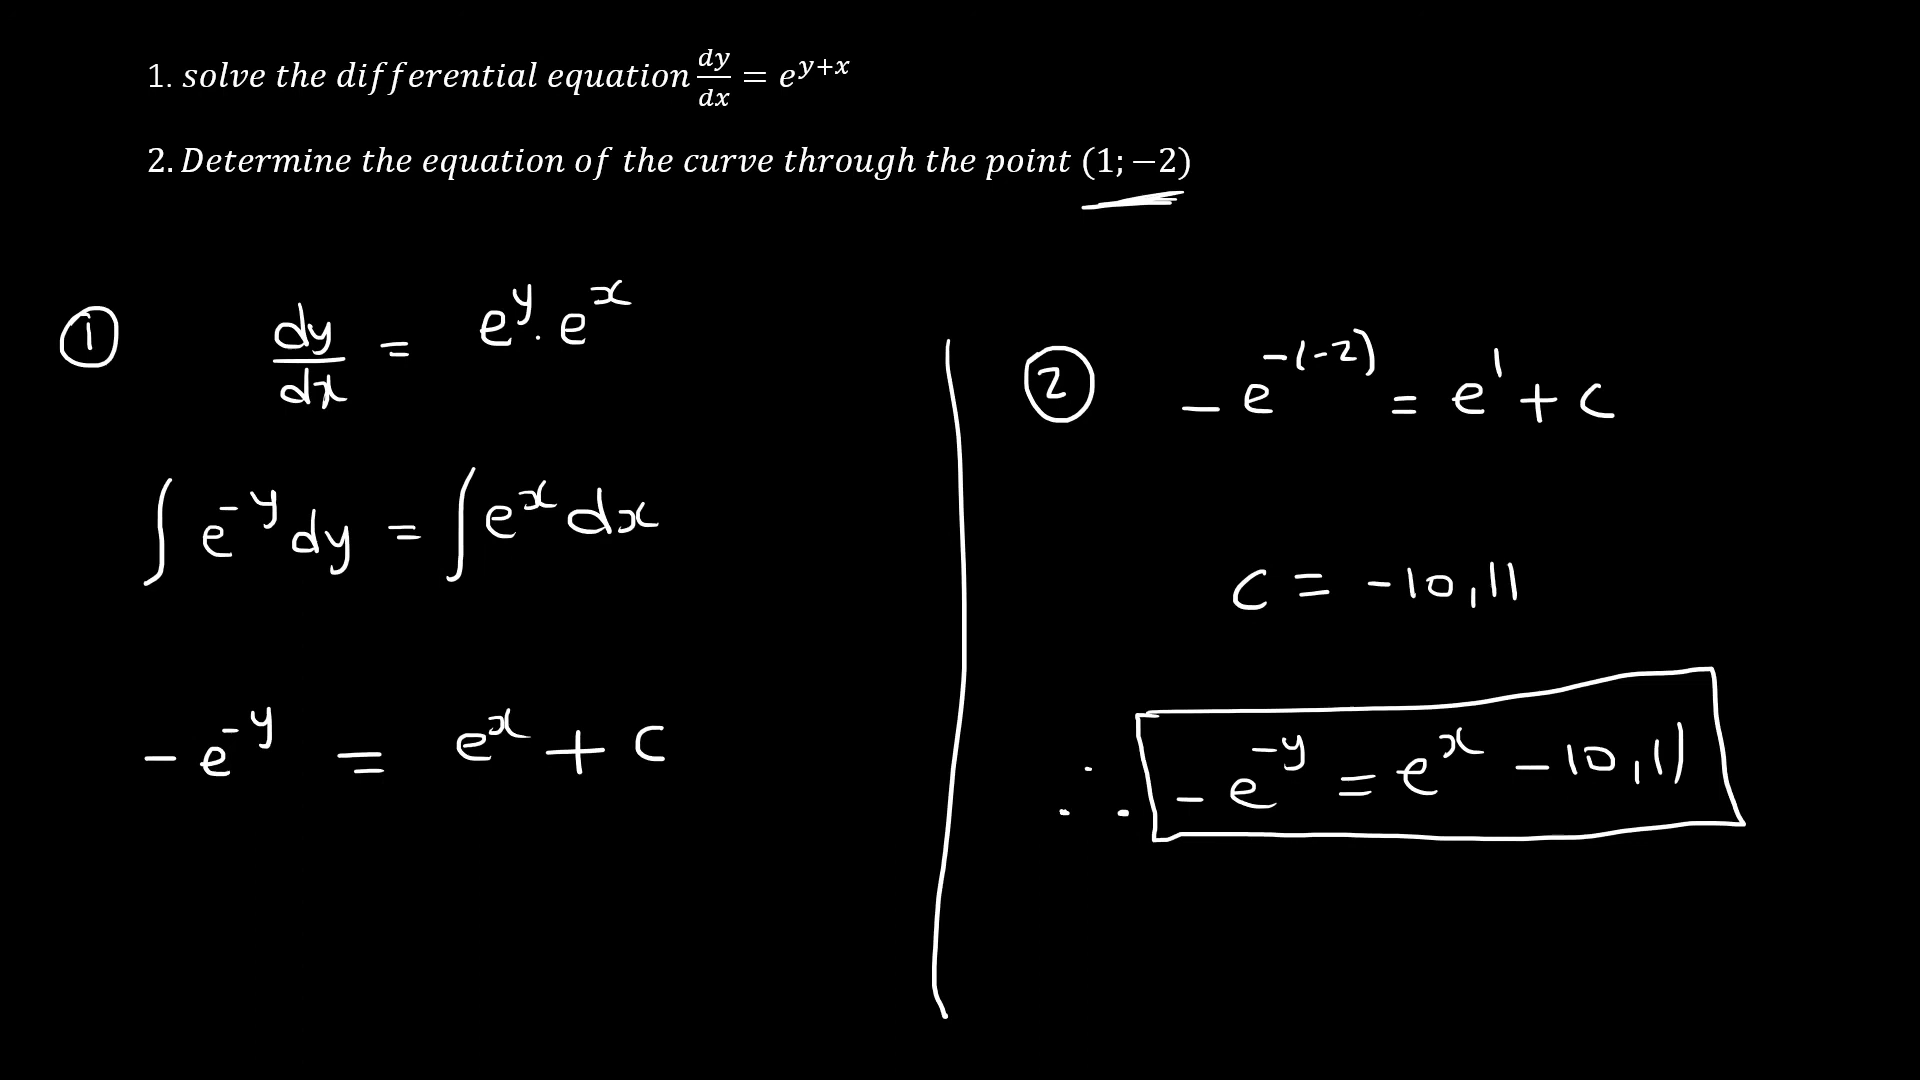 1. solve the differential equation dy/dx = e^{y+x}
2. Determine the equation of the curve through the point (1; −2)
① dy/dx = e^y . e^x
∫ e^{-y} dy = ∫ e^x dx
- e^{-y} = e^x + c
② - e^{-(-2)} = e^1 + c
c = -10,11
∴ - e^{-y} = e^x - 10,11